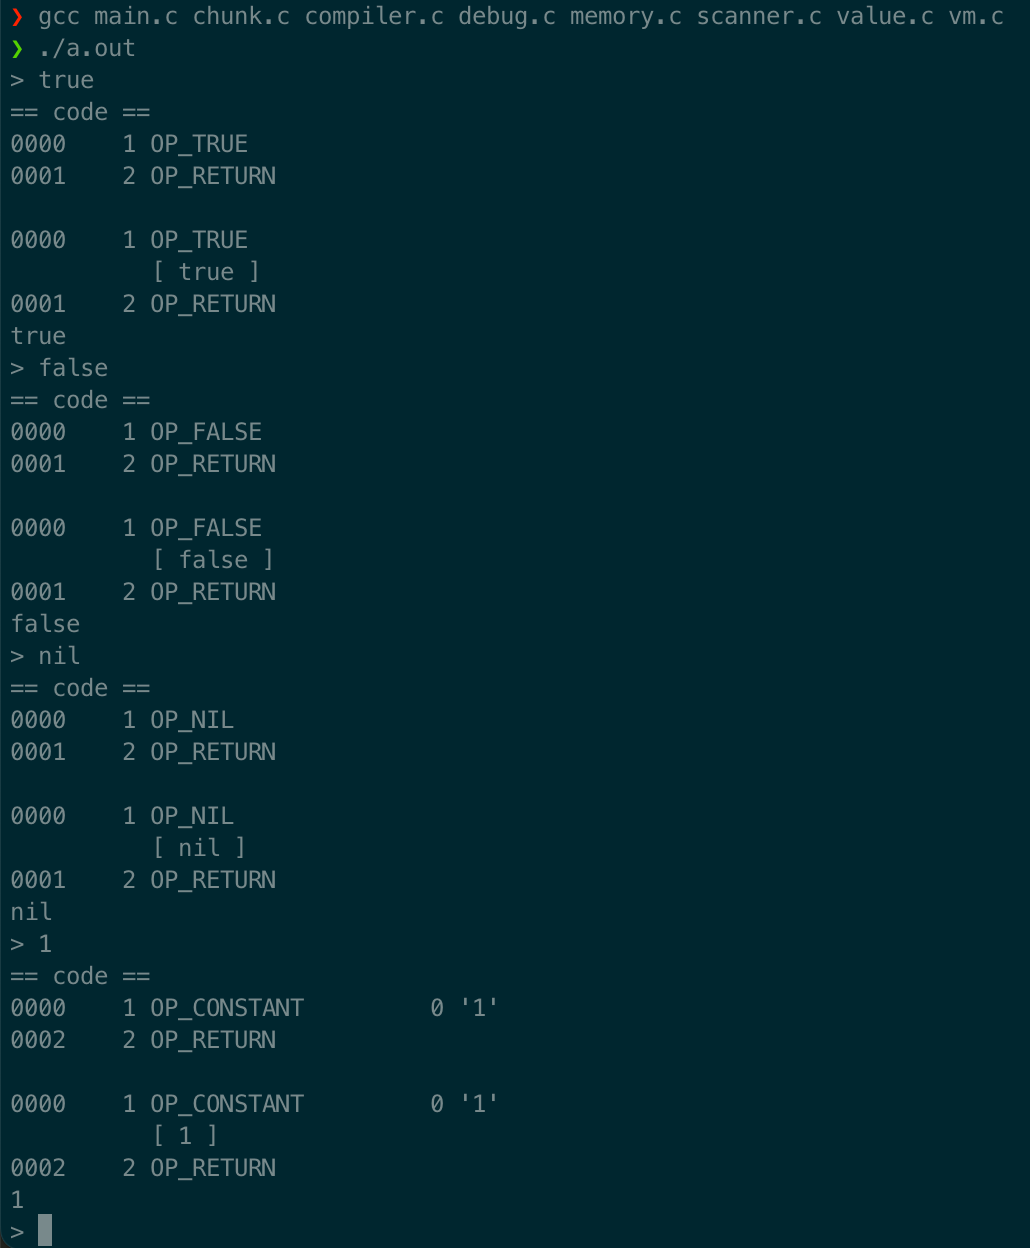 ❯ gcc main.c chunk.c compiler.c debug.c memory.c scanner.c value.c vm.c
❯ ./a.out
> true
== code ==
0000    1 OP_TRUE
0001    2 OP_RETURN

0000    1 OP_TRUE
          [ true ]
0001    2 OP_RETURN
true
> false
== code ==
0000    1 OP_FALSE
0001    2 OP_RETURN

0000    1 OP_FALSE
          [ false ]
0001    2 OP_RETURN
false
> nil
== code ==
0000    1 OP_NIL
0001    2 OP_RETURN

0000    1 OP_NIL
          [ nil ]
0001    2 OP_RETURN
nil
> 1
== code ==
0000    1 OP_CONSTANT         0 '1'
0002    2 OP_RETURN

0000    1 OP_CONSTANT         0 '1'
          [ 1 ]
0002    2 OP_RETURN
1
>